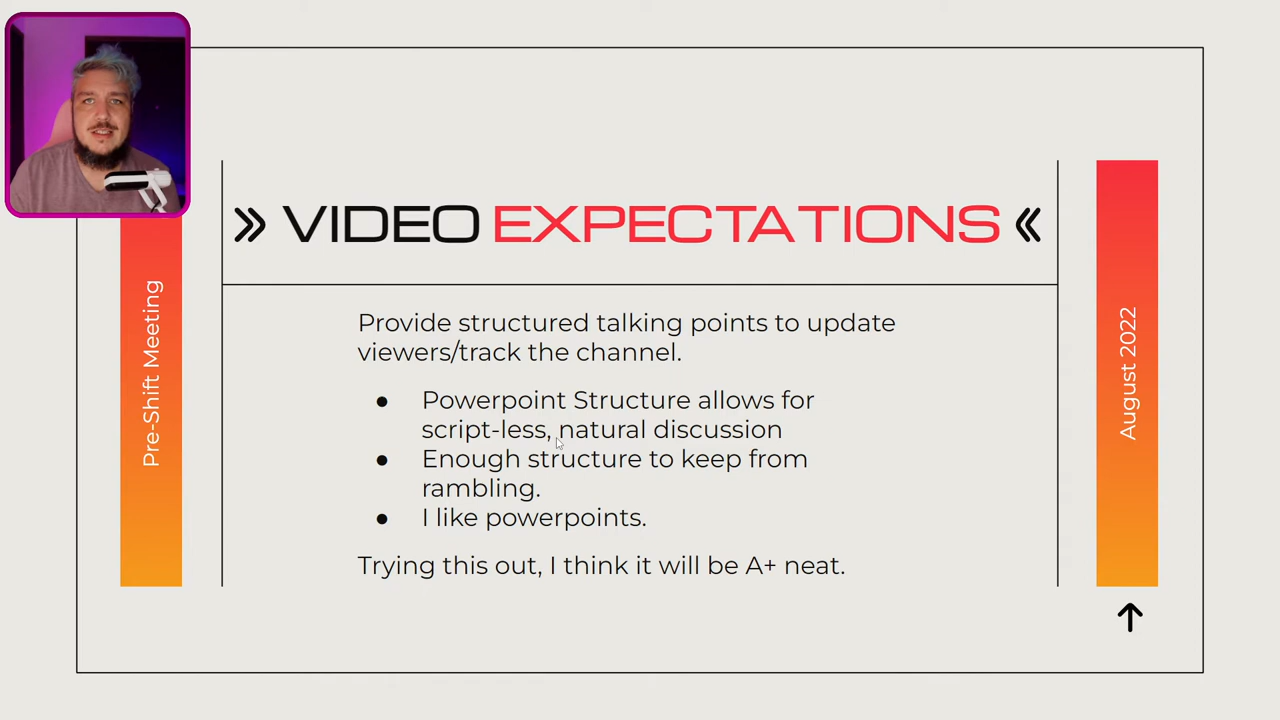 » VIDEO EXPECTATIONS «
Pre-Shift Meeting
Provide structured talking points to update
viewers/track the channel.
● Powerpoint Structure allows for
script-less, natural discussion
● Enough structure to keep from
rambling.
● I like powerpoints.
Trying this out, I think it will be A+ neat.
August 2022